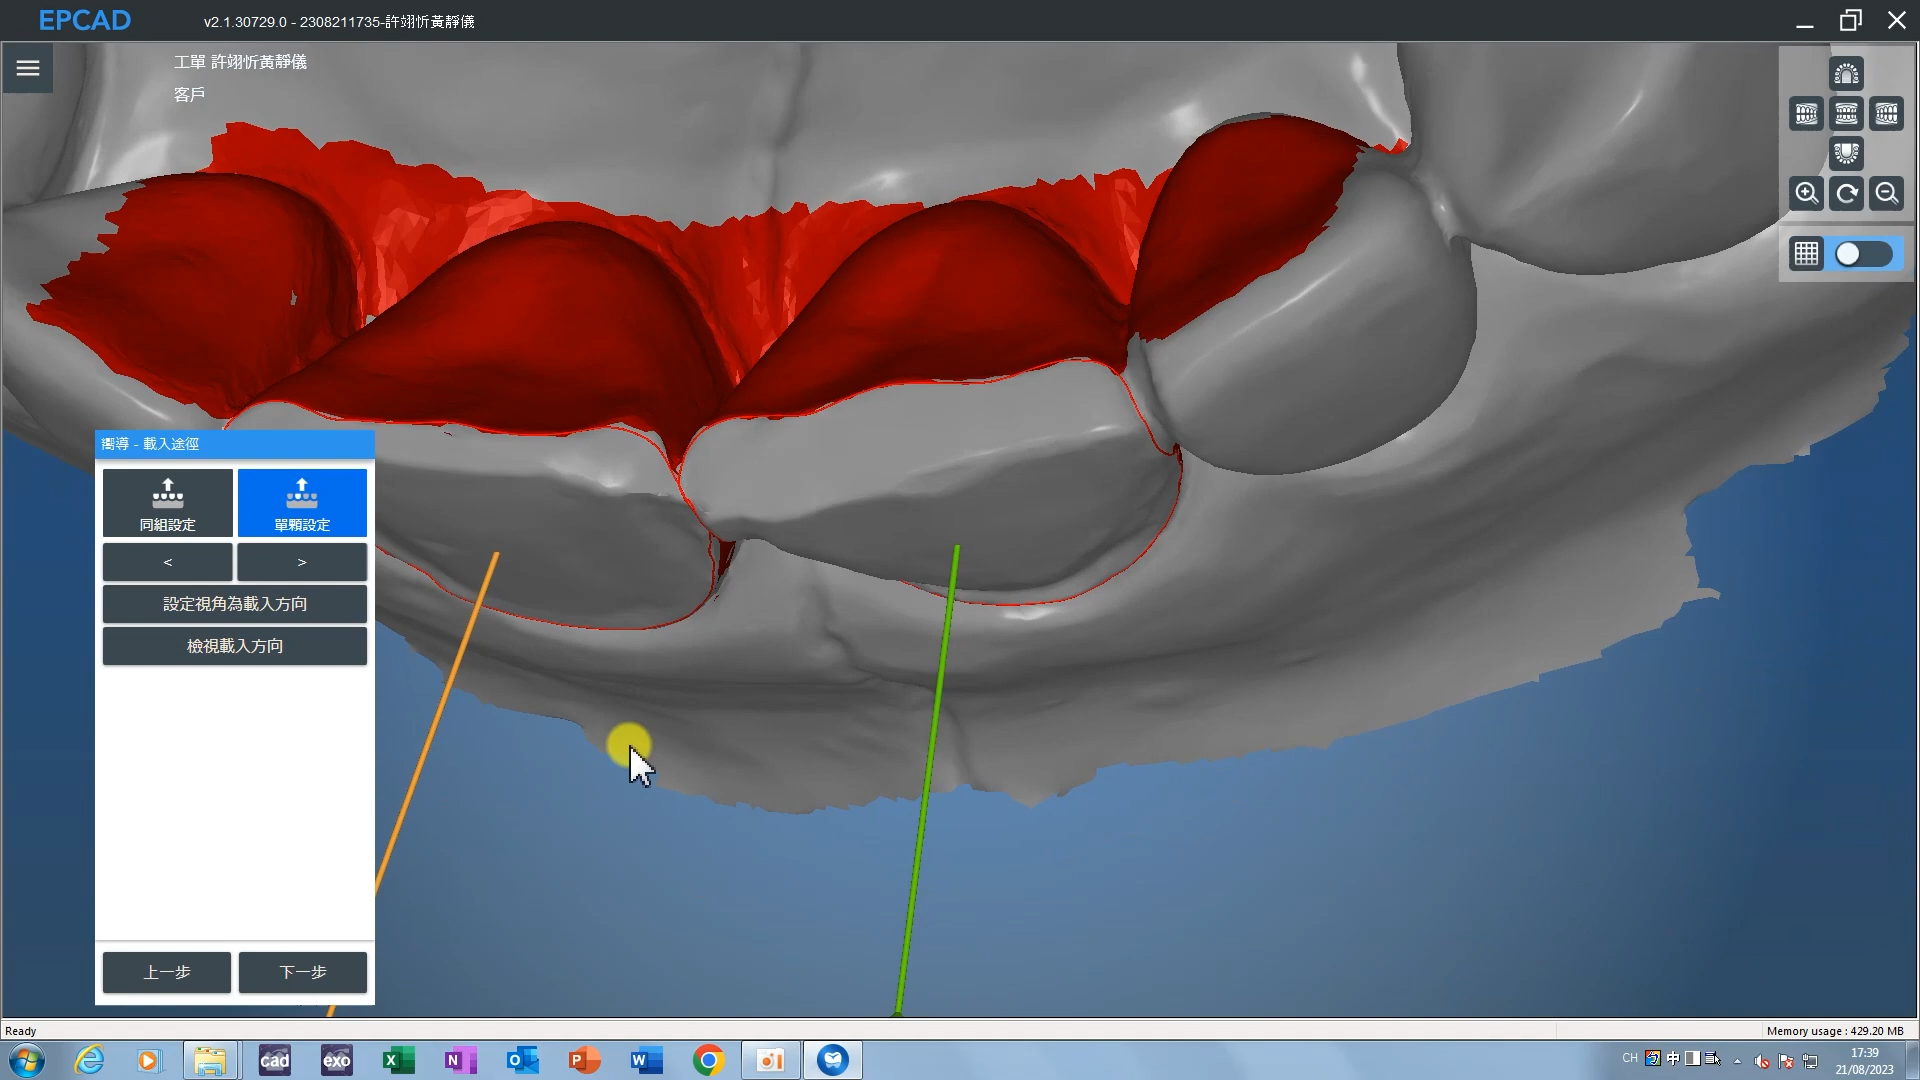 EPCAD
v2.1.30729.0 - 2308211735-許翊忻黃靜儀
工單 許翊忻黃靜儀
客戶
嚮導 - 載入途徑
同組設定
單顆設定
<
>
設定視角為載入方向
檢視載入方向
上一步
下一步
Ready
Memory usage : 429.20 MB
cad
exo
X
N
O
P
W
CH
中
17:39
21/08/2023